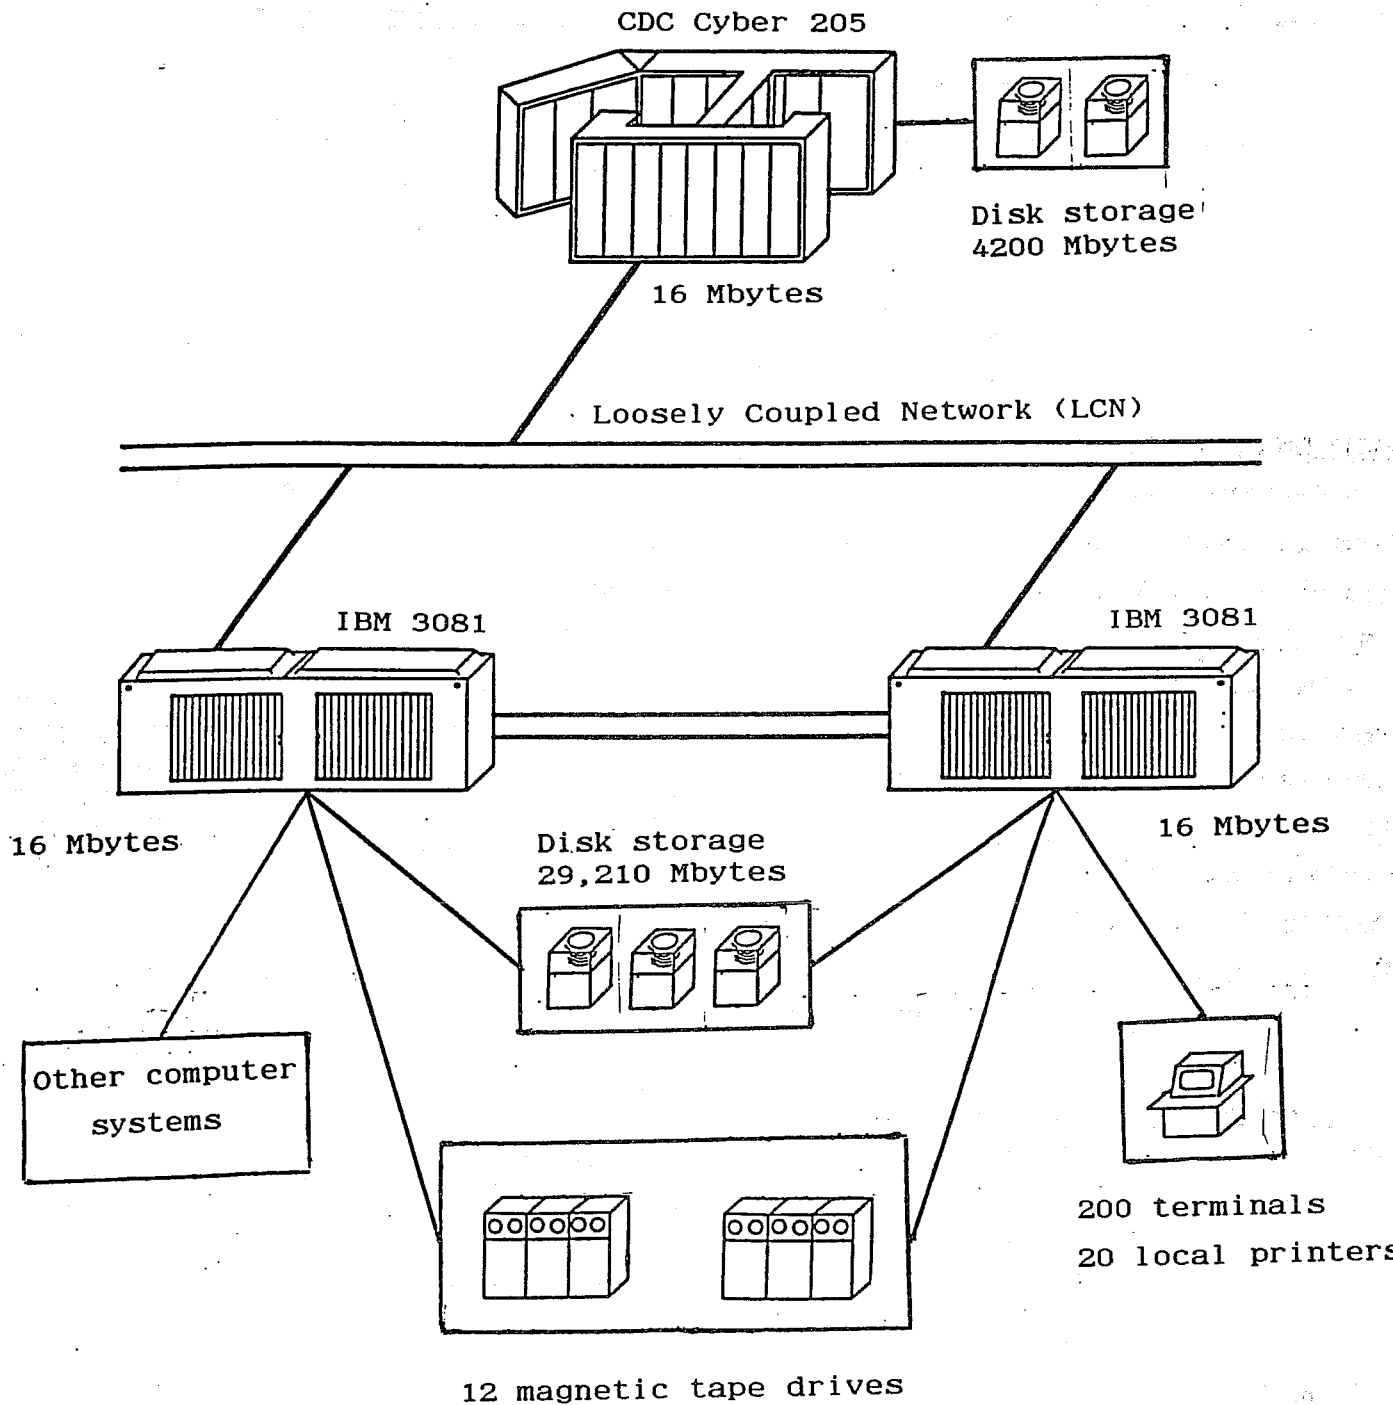 CDC Cyber 205
Disk storage
4200 Mbytes
16 Mbytes
Loosely Coupled Network (LCN)
IBM 3081
IBM 3081
16 Mbytes
Disk storage
29,210 Mbytes
16 Mbytes
Other computer
systems
200 terminals
20 local printers
12 magnetic tape drives